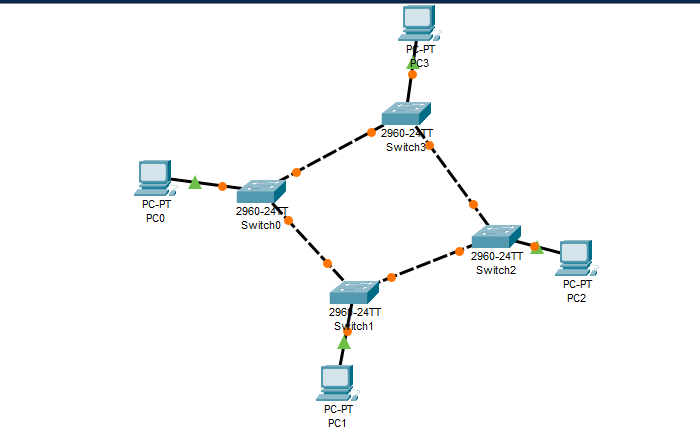 PC-PT
PC3
2960-24TT
Switch3
PC-PT
PC0
2960-24TT
Switch0
2960-24TT
Switch2
PC-PT
PC2
2960-24TT
Switch1
PC-PT
PC1